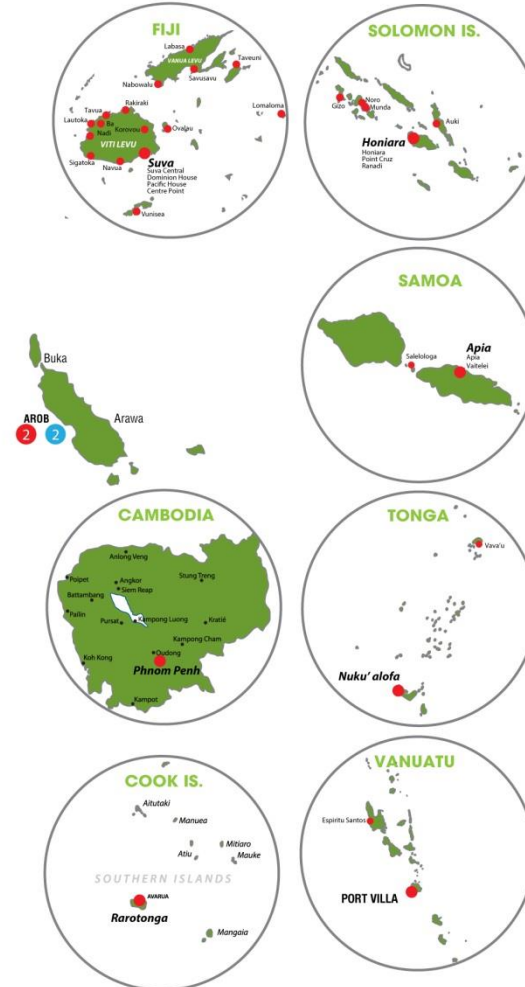 FIJI
Labasa
VANUA LEVU
Taveuni
Savusavu
Nabowalu
Lomaloma
Rakiraki
Tavua
Lautoka
Ba
Korovou
Ovalau
Nadi
VITI LEVU
Sigatoka
Navua
Suva
Suva Central
Dominion House
Pacific House
Centre Point
Vunisea
SOLOMON IS.
Gizo
Noro
Munda
Auki
Honiara
Honiara
Point Cruz
Ranadi
SAMOA
Salelologa
Apia
Apia
Vaitelei
Buka
AROB
Arawa
2 2
CAMBODIA
Anlong Veng
Poipet
Angkor
Stung Treng
Siem Reap
Battambang
Pailin
Pursat
Kampong Luong
Kratié
Kampong Cham
Oudong
Koh Kong
Phnom Penh
Kampot
TONGA
Vava'u
Nuku' alofa
COOK IS.
Aitutaki
Manuea
Mitiaro
Atiu
Mauke
SOUTHERN ISLANDS
AVARUA
Rarotonga
Mangaia
VANUATU
Espiritu Santos
PORT VILLA